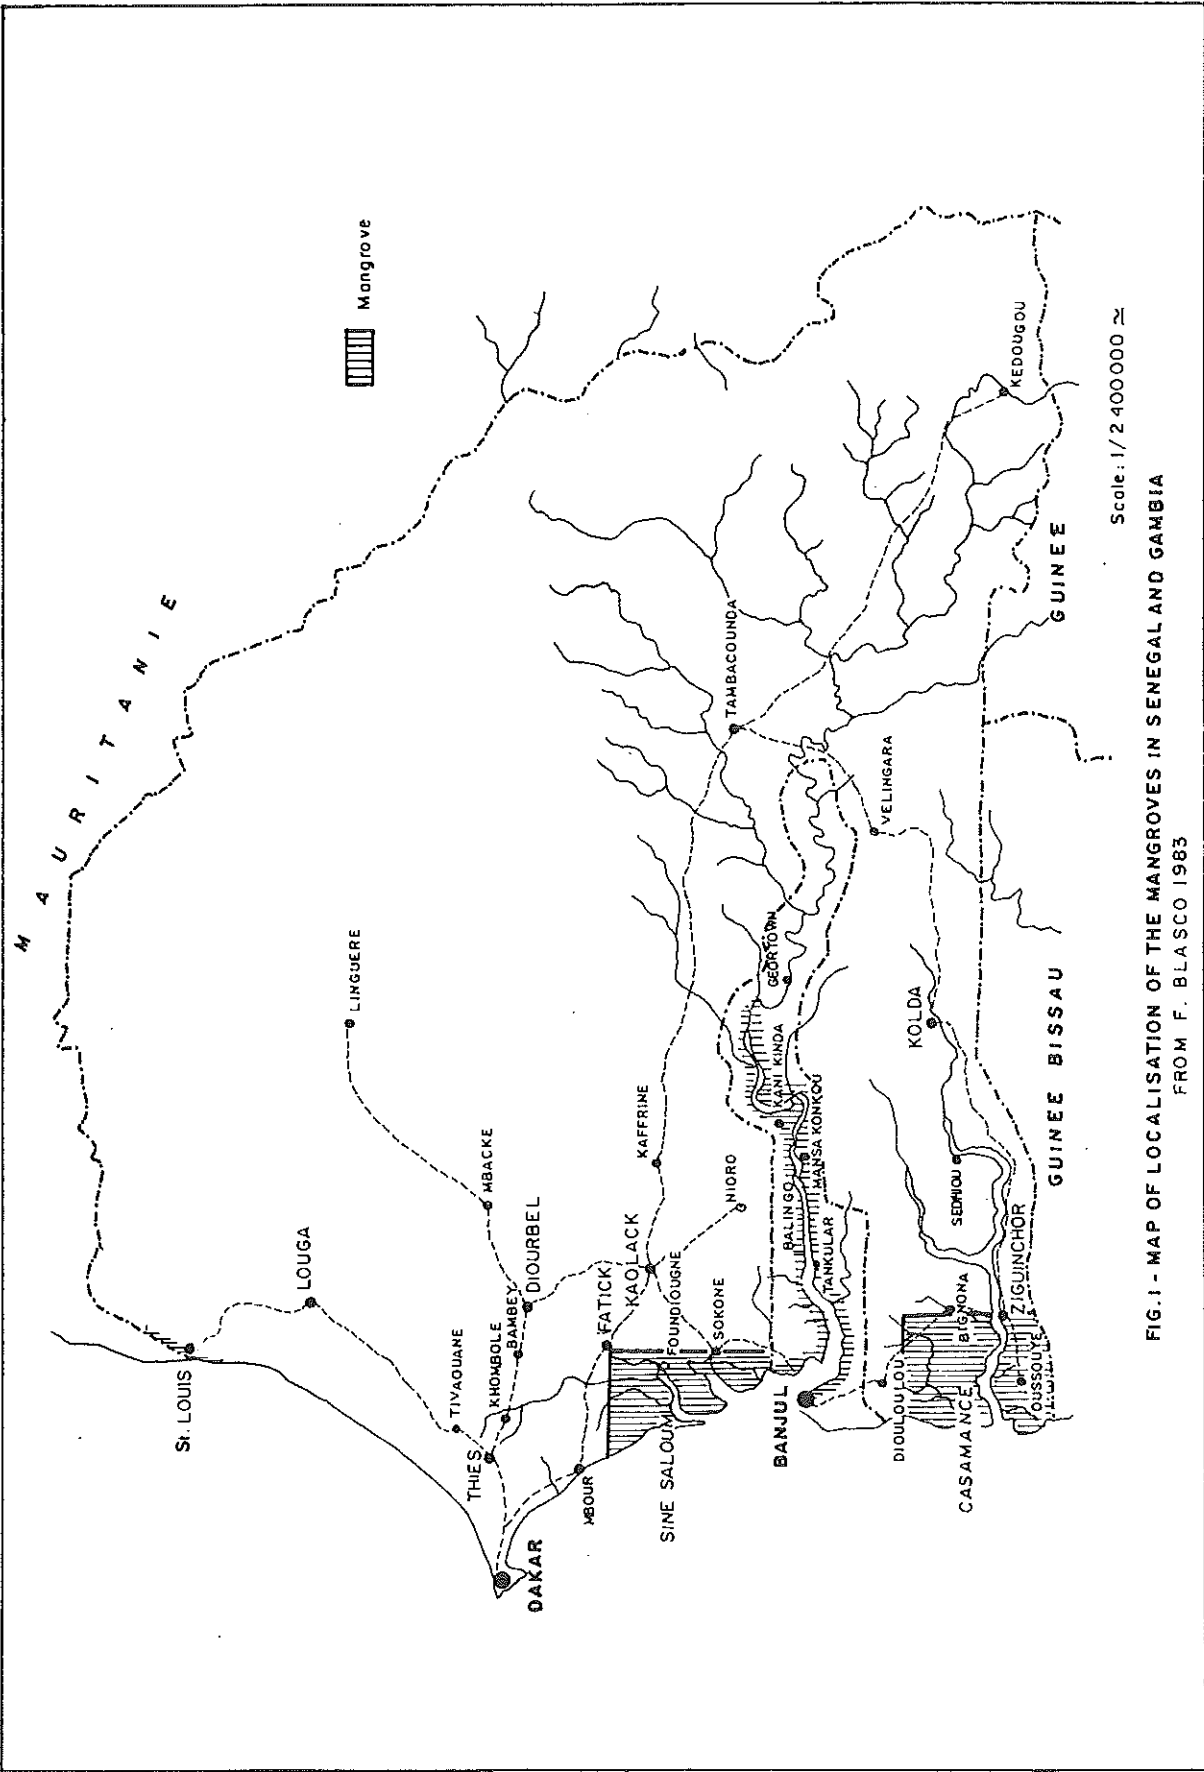 MAURITANIE
Mangrove
St. LOUIS
LOUGA
LINGUERE
TIVAOUANE
THIES
KHOMBOLE
BAMBEY
DIOURBEL
MBACKE
DAKAR
MBOUR
FATICK
KAOLACK
KAFFRINE
FOUNDIOUGNE
SINE SALOUM
SOKONE
NIORO
TAMBACOUNDA
BANJUL
BALINGO
KANI KINDA
GEORTOWN
TANKULAR
MANSA KONKOU
VELINGARA
DIOULOULOU
KOLDA
CASAMANCE
BIGNONA
SEDHIOU
KEDOUGOU
ZIGUINCHOR
OUSSOUYE
GUINEE BISSAU
GUINEE
Scale: 1/2 400 000 ≃
FIG. 1 - MAP OF LOCALISATION OF THE MANGROVES IN SENEGAL AND GAMBIA
FROM F. BLASCO 1983